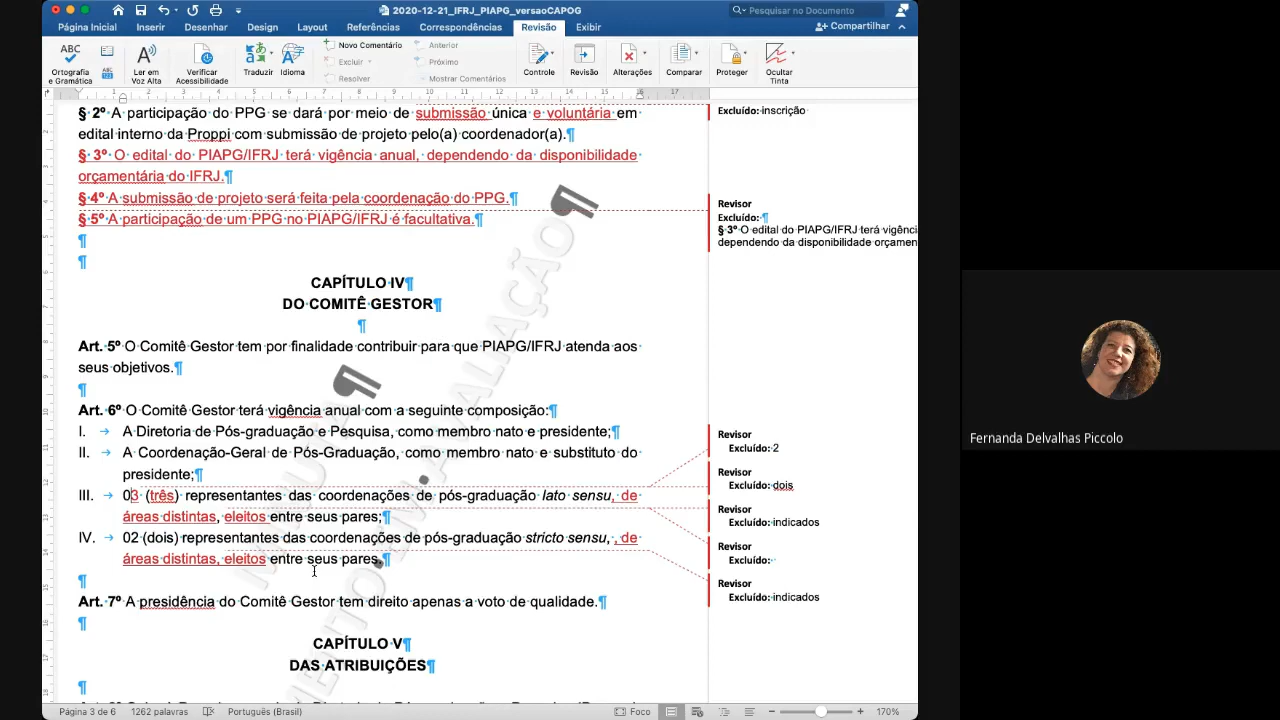 2020-12-21_IFRJ_PIAPG_versaoCAPOG
Pesquisar no Documento
Página Inicial Inserir Desenhar Design Layout Referências Correspondências Revisão Exibir
Compartilhar
ABC
Ortografia e Gramática
ABC
123
Ler em Voz Alta
Verificar Acessibilidade
Traduzir
Idioma
Novo Comentário
Excluir
Resolver
Anterior
Próximo
Mostrar Comentários
Controle
Revisão
Alterações
Comparar
Proteger
Ocultar Tinta
§ 2º A participação do PPG se dará por meio de submissão única e voluntária em
edital interno da Proppi com submissão de projeto pelo(a) coordenador(a).¶
§ 3º O edital do PIAPG/IFRJ terá vigência anual, dependendo da disponibilidade
orçamentária do IFRJ.¶
§ 4º A submissão de projeto será feita pela coordenação do PPG.¶
§ 5º A participação de um PPG no PIAPG/IFRJ é facultativa.¶
¶
¶
CAPÍTULO IV¶
DO COMITÊ GESTOR¶
¶
Art. 5º O Comitê Gestor tem por finalidade contribuir para que PIAPG/IFRJ atenda aos
seus objetivos.¶
¶
Art. 6º O Comitê Gestor terá vigência anual com a seguinte composição:¶
I. → A Diretoria de Pós-graduação e Pesquisa, como membro nato e presidente;¶
II. → A Coordenação-Geral de Pós-Graduação, como membro nato e substituto do
presidente;¶
III. → 03 (três) representantes das coordenações de pós-graduação lato sensu, de
áreas distintas, eleitos entre seus pares;¶
IV. → 02 (dois) representantes das coordenações de pós-graduação stricto sensu, , de
áreas distintas, eleitos entre seus pares.¶
¶
Art. 7º A presidência do Comitê Gestor tem direito apenas a voto de qualidade.¶
¶
CAPÍTULO V¶
DAS ATRIBUIÇÕES¶
¶
Excluído: inscrição
Revisor
Excluído: ¶
§ 3º O edital do PIAPG/IFRJ terá vigênci
dependendo da disponibilidade orçamen
Revisor
Excluído: 2
Revisor
Excluído: dois
Revisor
Excluído: indicados
Revisor
Excluído:
Revisor
Excluído: indicados
Página 3 de 6 1262 palavras Português (Brasil) Foco 170%
Fernanda Delvalhas Piccolo